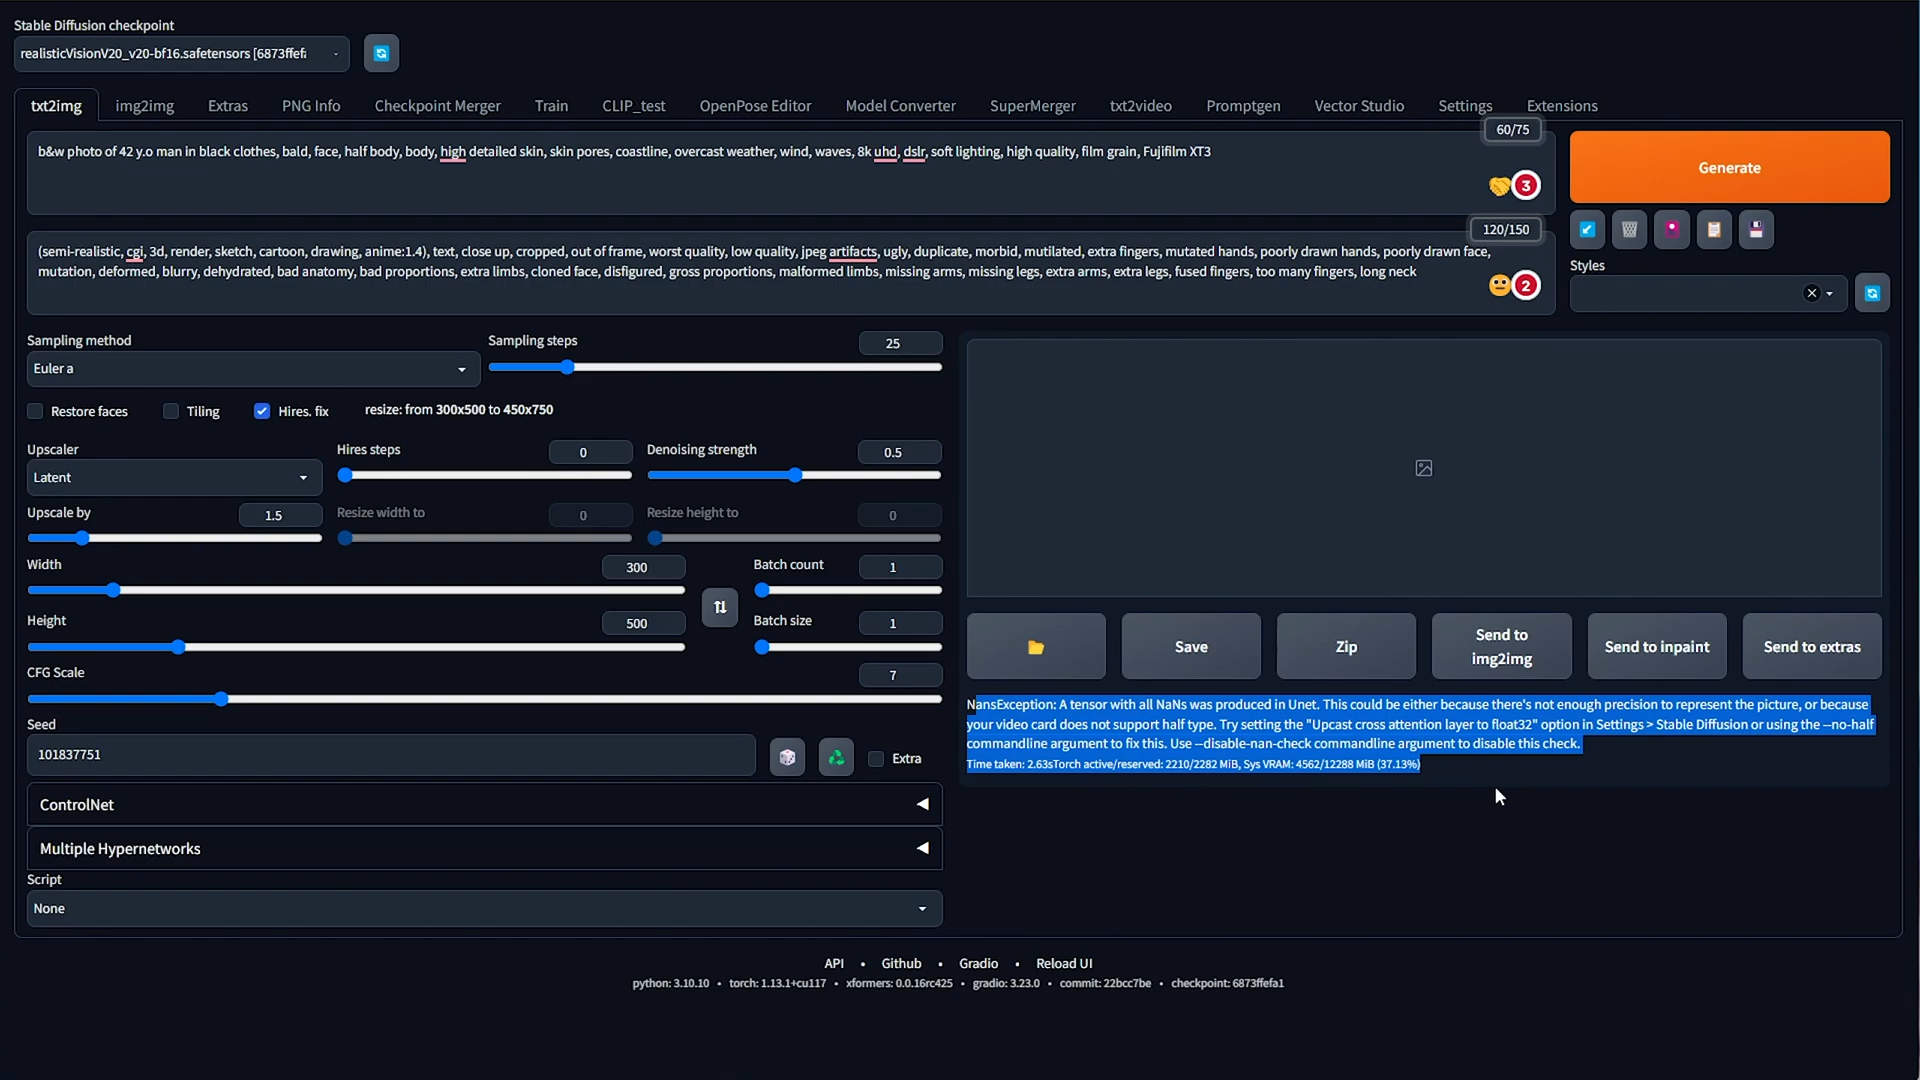 Stable Diffusion checkpoint
realisticVisionV20_v20-bf16.safetensors [6873ffefa
txt2img img2img Extras PNG Info Checkpoint Merger Train CLIP_test OpenPose Editor Model Converter SuperMerger txt2video Promptgen Vector Studio Settings Extensions
60/75
b&w photo of 42 y.o man in black clothes, bald, face, half body, body, high detailed skin, skin pores, coastline, overcast weather, wind, waves, 8k uhd, dslr, soft lighting, high quality, film grain, Fujifilm XT3
3
Generate
120/150
(semi-realistic, cgi, 3d, render, sketch, cartoon, drawing, anime:1.4), text, close up, cropped, out of frame, worst quality, low quality, jpeg artifacts, ugly, duplicate, morbid, mutilated, extra fingers, mutated hands, poorly drawn hands, poorly drawn face,
mutation, deformed, blurry, dehydrated, bad anatomy, bad proportions, extra limbs, cloned face, disfigured, gross proportions, malformed limbs, missing arms, missing legs, extra arms, extra legs, fused fingers, too many fingers, long neck
2
Styles
Sampling method
Euler a
Sampling steps
25
Restore faces Tiling Hires. fix resize: from 300x500 to 450x750
Upscaler
Latent
Hires steps
0
Denoising strength
0.5
Upscale by
1.5
Resize width to
0
Resize height to
0
Width
300
Batch count
1
Height
500
Batch size
1
CFG Scale
7
Seed
101837751
Extra
ControlNet
Multiple Hypernetworks
Script
None
Save
Zip
Send to
img2img
Send to inpaint
Send to extras
NansException: A tensor with all NaNs was produced in Unet. This could be either because there's not enough precision to represent the picture, or because
your video card does not support half type. Try setting the "Upcast cross attention layer to float32" option in Settings > Stable Diffusion or using the --no-half
commandline argument to fix this. Use --disable-nan-check commandline argument to disable this check.
Time taken: 2.63sTorch active/reserved: 2210/2282 MiB, Sys VRAM: 4562/12288 MiB (37.13%)
API • Github • Gradio • Reload UI
python: 3.10.10 • torch: 1.13.1+cu117 • xformers: 0.0.16rc425 • gradio: 3.23.0 • commit: 22bcc7be • checkpoint: 6873ffefa1